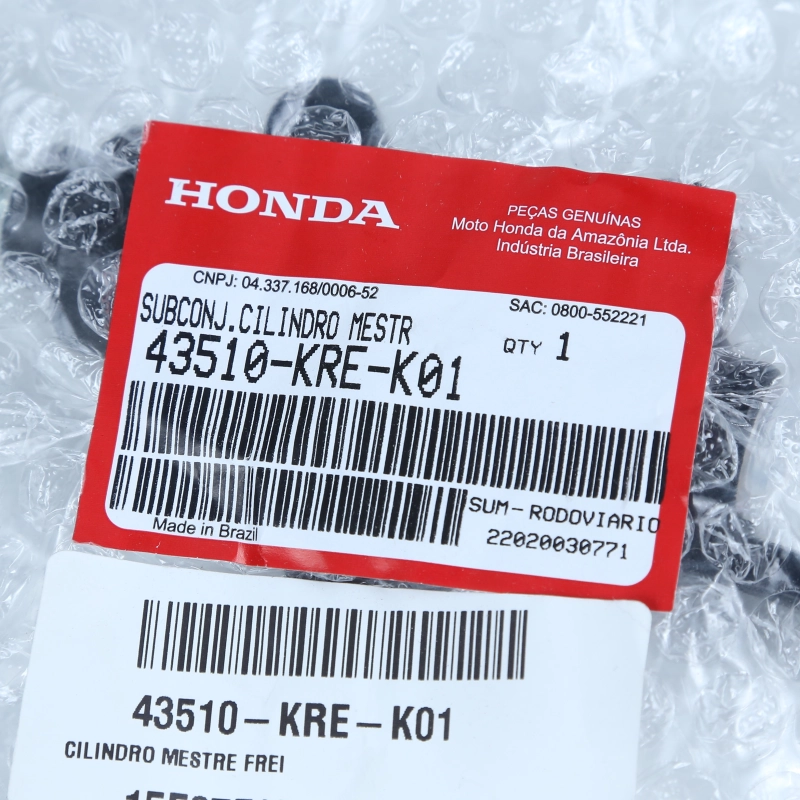 HONDA
PEÇAS GENUÍNAS
Moto Honda da Amazônia Ltda.
Indústria Brasileira
CNPJ: 04.337.168/0006-52
SAC: 0800-552221
SUBCONJ.CILINDRO MESTR
43510-KRE-K01
QTY 1
SUM-RODOVIARIO
22020030771
Made in Brazil
43510-KRE-K01
CILINDRO MESTRE FREI